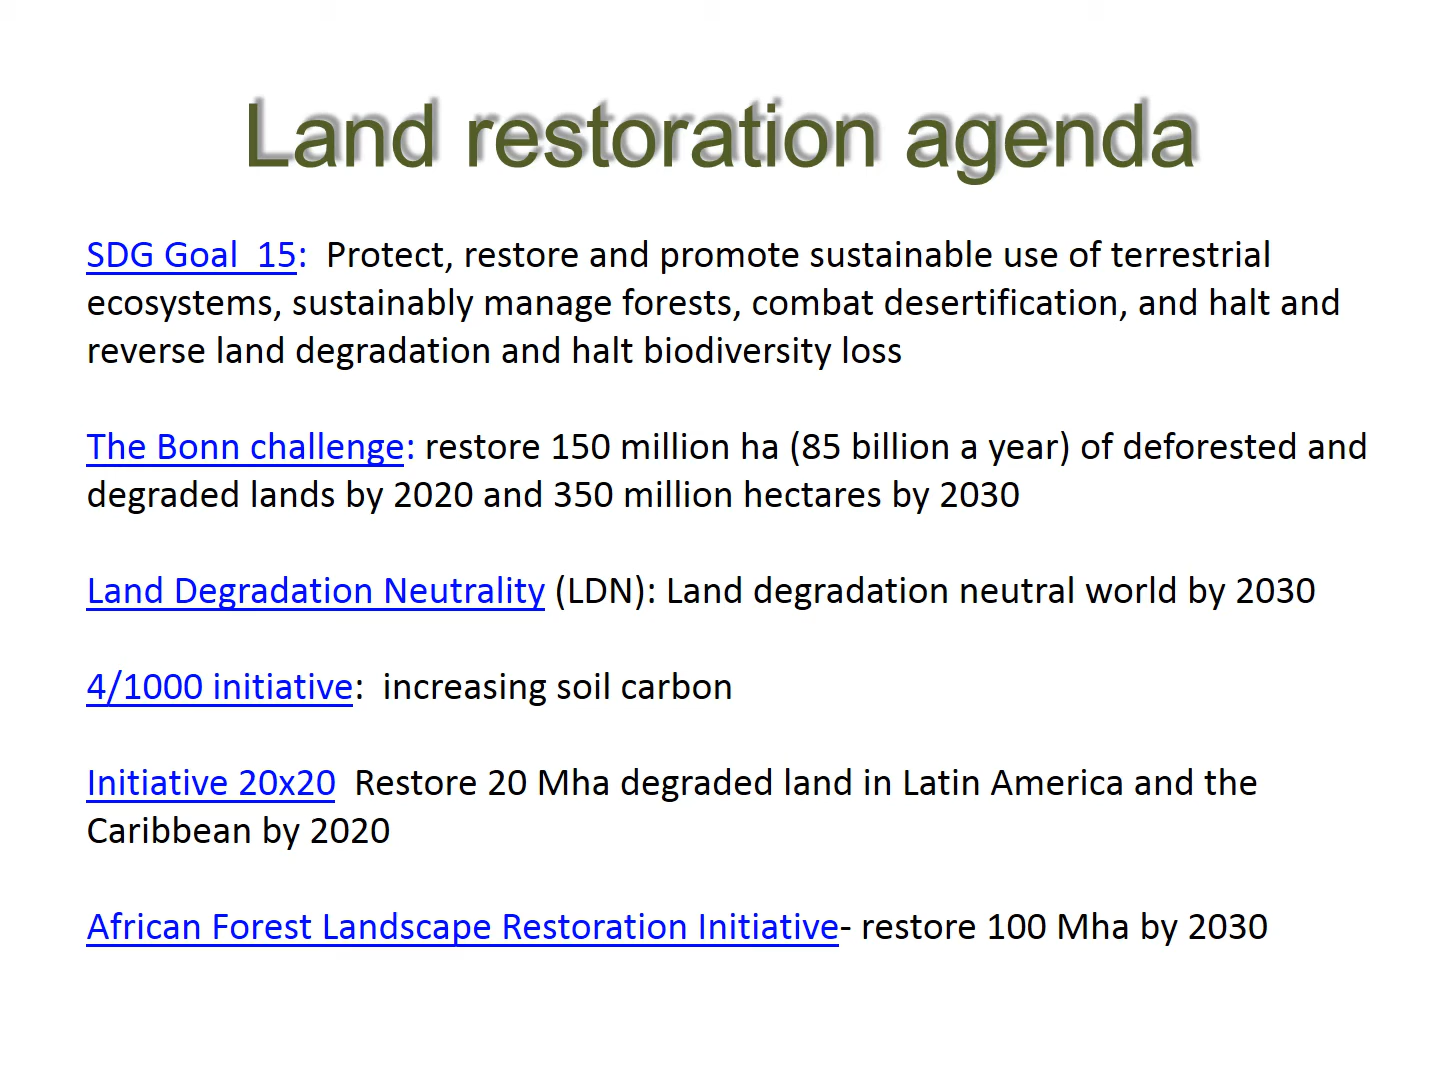 Land restoration agenda
SDG Goal  15:  Protect, restore and promote sustainable use of terrestrial
ecosystems, sustainably manage forests, combat desertification, and halt and
reverse land degradation and halt biodiversity loss
The Bonn challenge: restore 150 million ha (85 billion a year) of deforested and
degraded lands by 2020 and 350 million hectares by 2030
Land Degradation Neutrality (LDN): Land degradation neutral world by 2030
4/1000 initiative:  increasing soil carbon
Initiative 20x20  Restore 20 Mha degraded land in Latin America and the
Caribbean by 2020
African Forest Landscape Restoration Initiative- restore 100 Mha by 2030